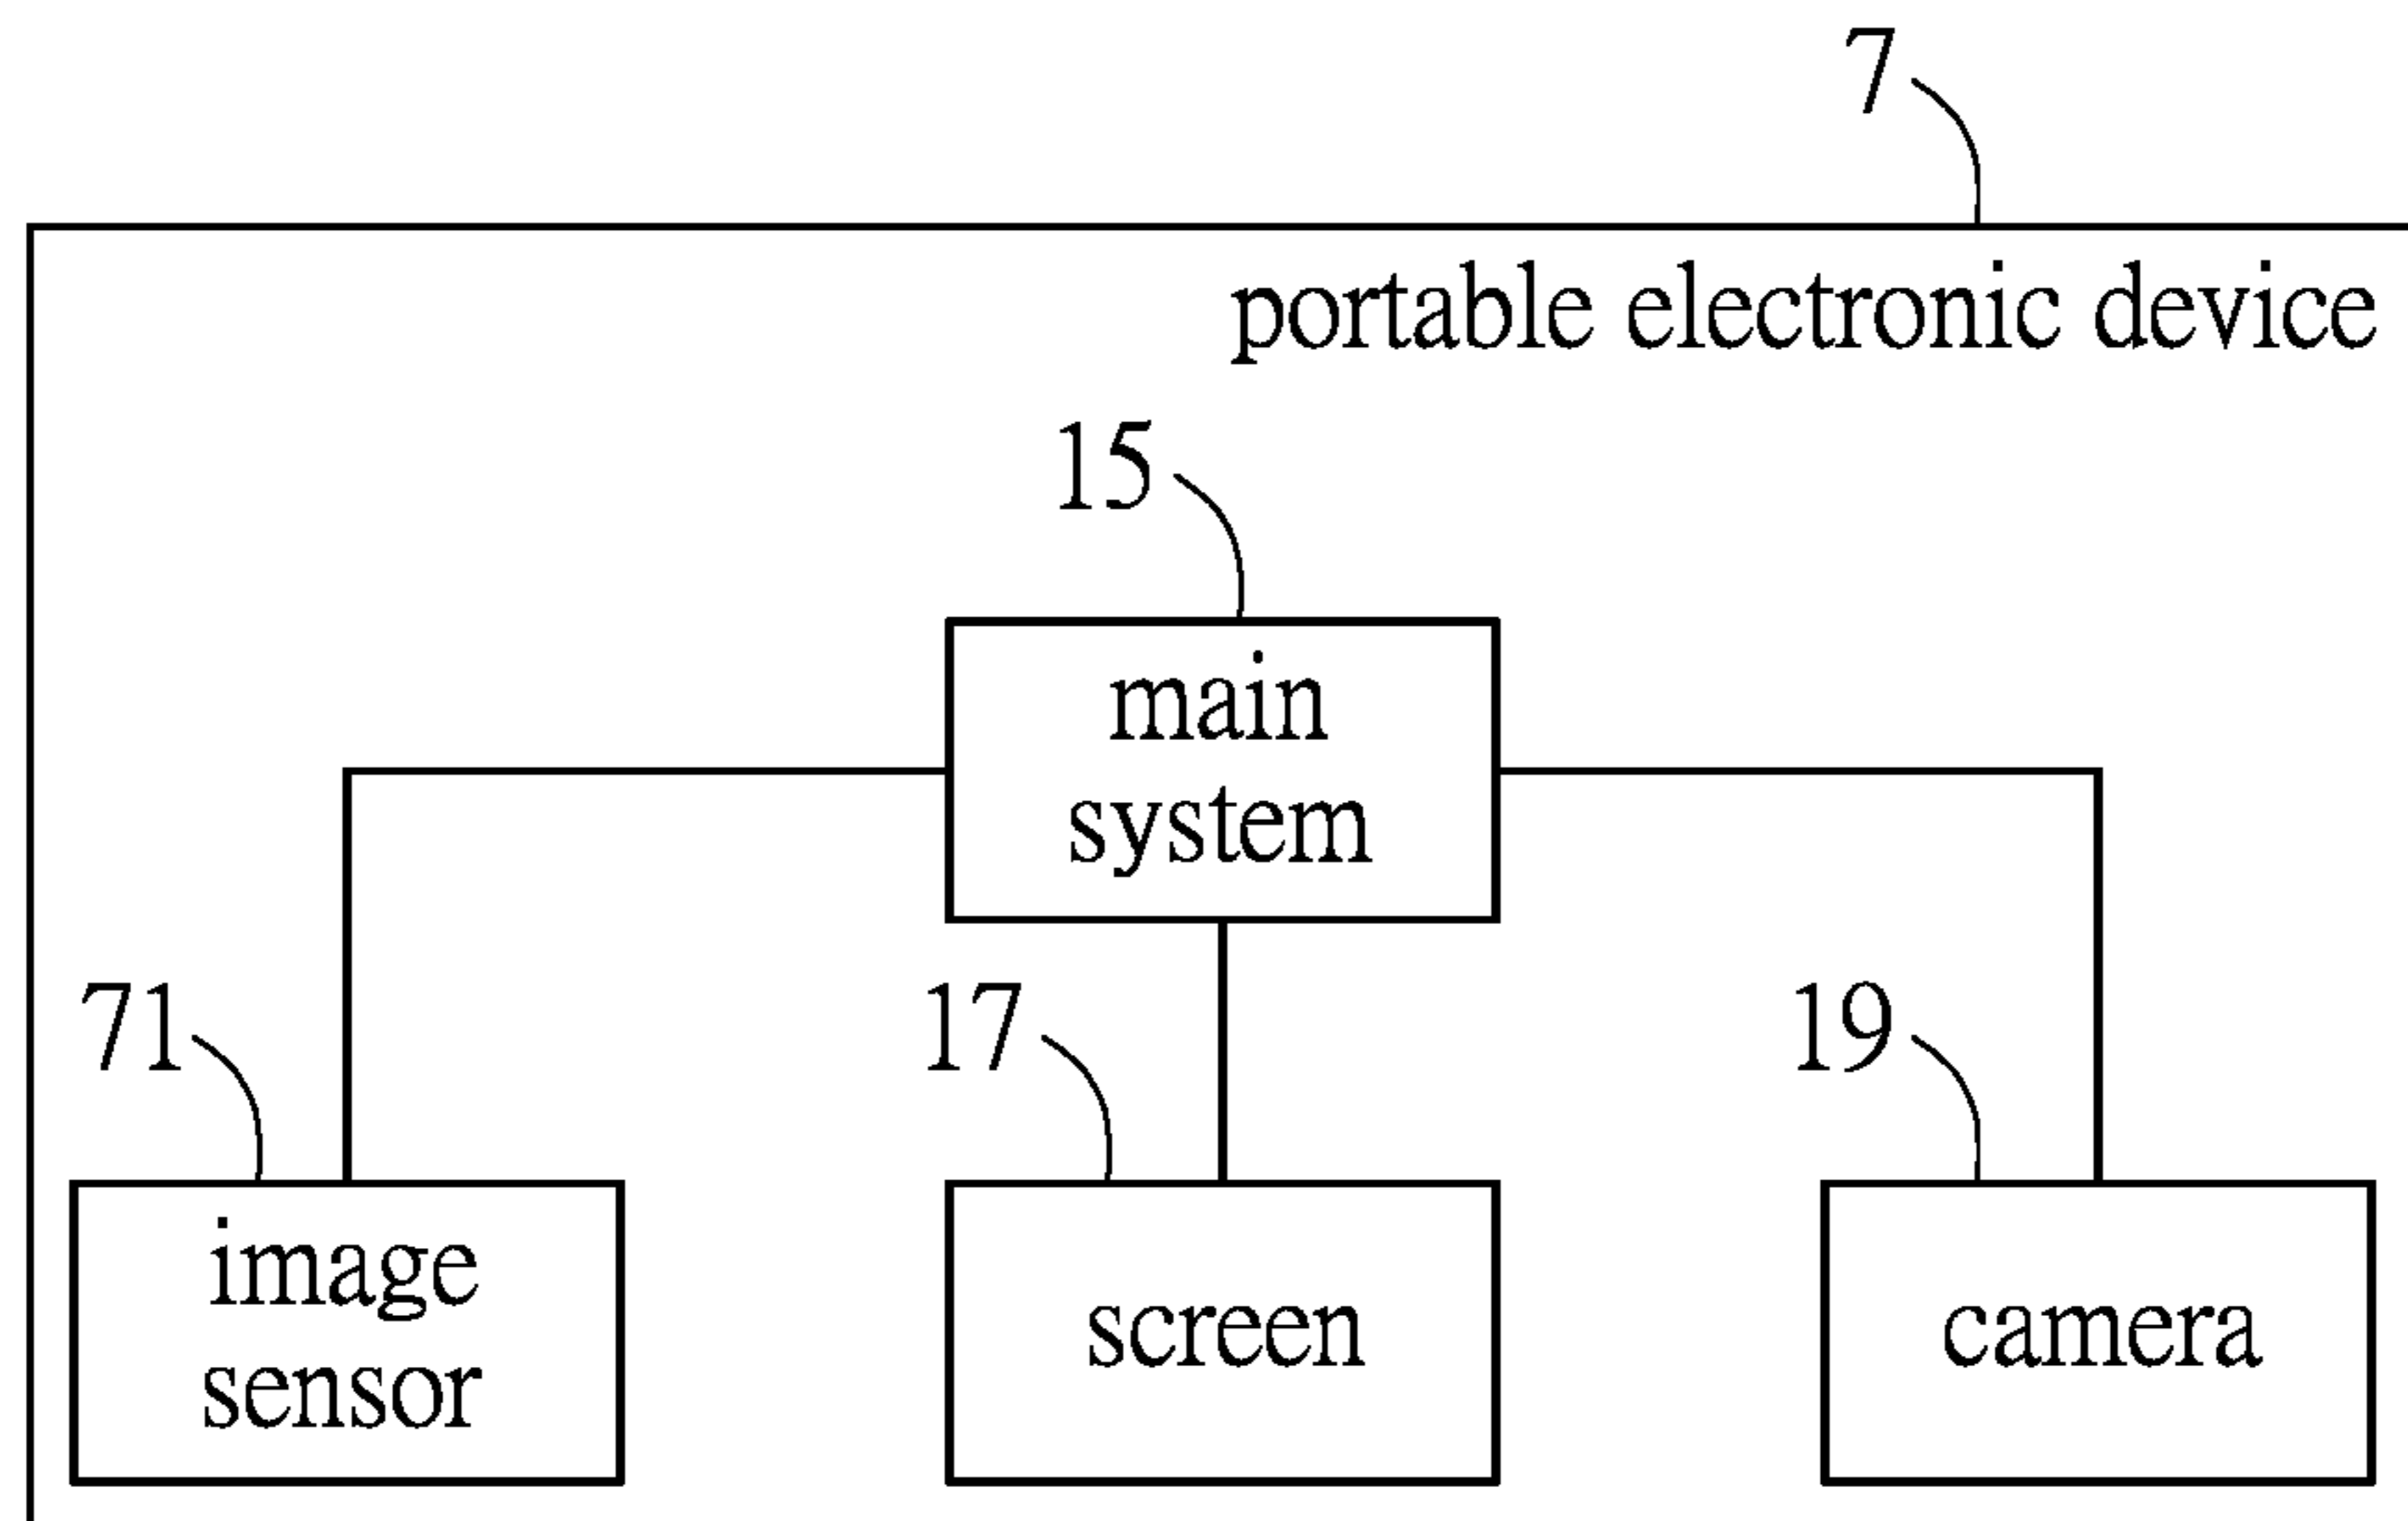 7
portable electronic device
15
main
system
71
17
19
image
sensor
screen
camera